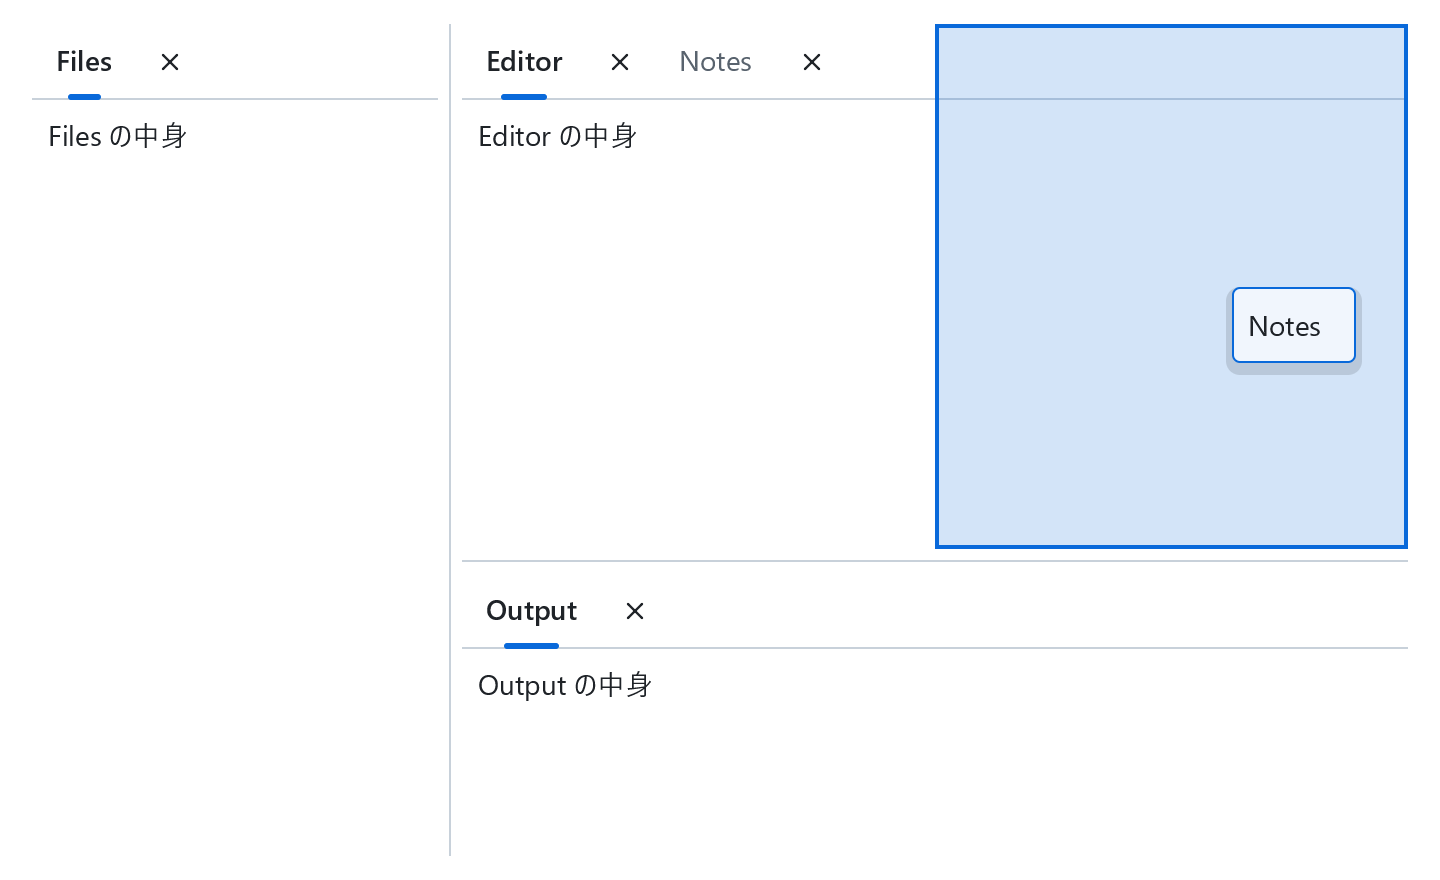 Files
Files の中身
Editor Notes
Editor の中身
Notes
Output
Output の中身